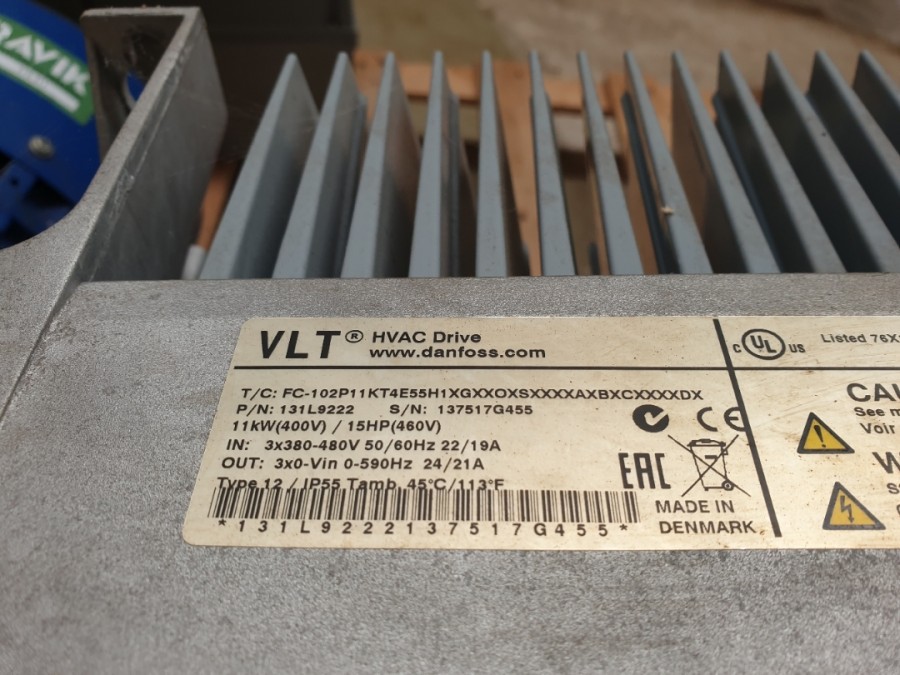 RAVIK
VLT® HVAC Drive
www.danfoss.com
T/C: FC-102P11KT4E55H1XGXXOXSXXXXAXBXCXXXXDX
P/N: 131L9222 S/N: 137517G455
11kW(400V) / 15HP(460V)
IN: 3x380-480V 50/60Hz 22/19A
OUT: 3x0-Vin 0-590Hz 24/21A
Type 12 / IP55 Tamb. 45°C/113°F
*131L9222137517G455*
CE
EAC
MADE IN
DENMARK
c UL US
Listed 76X
CAU
See m
Voir
W